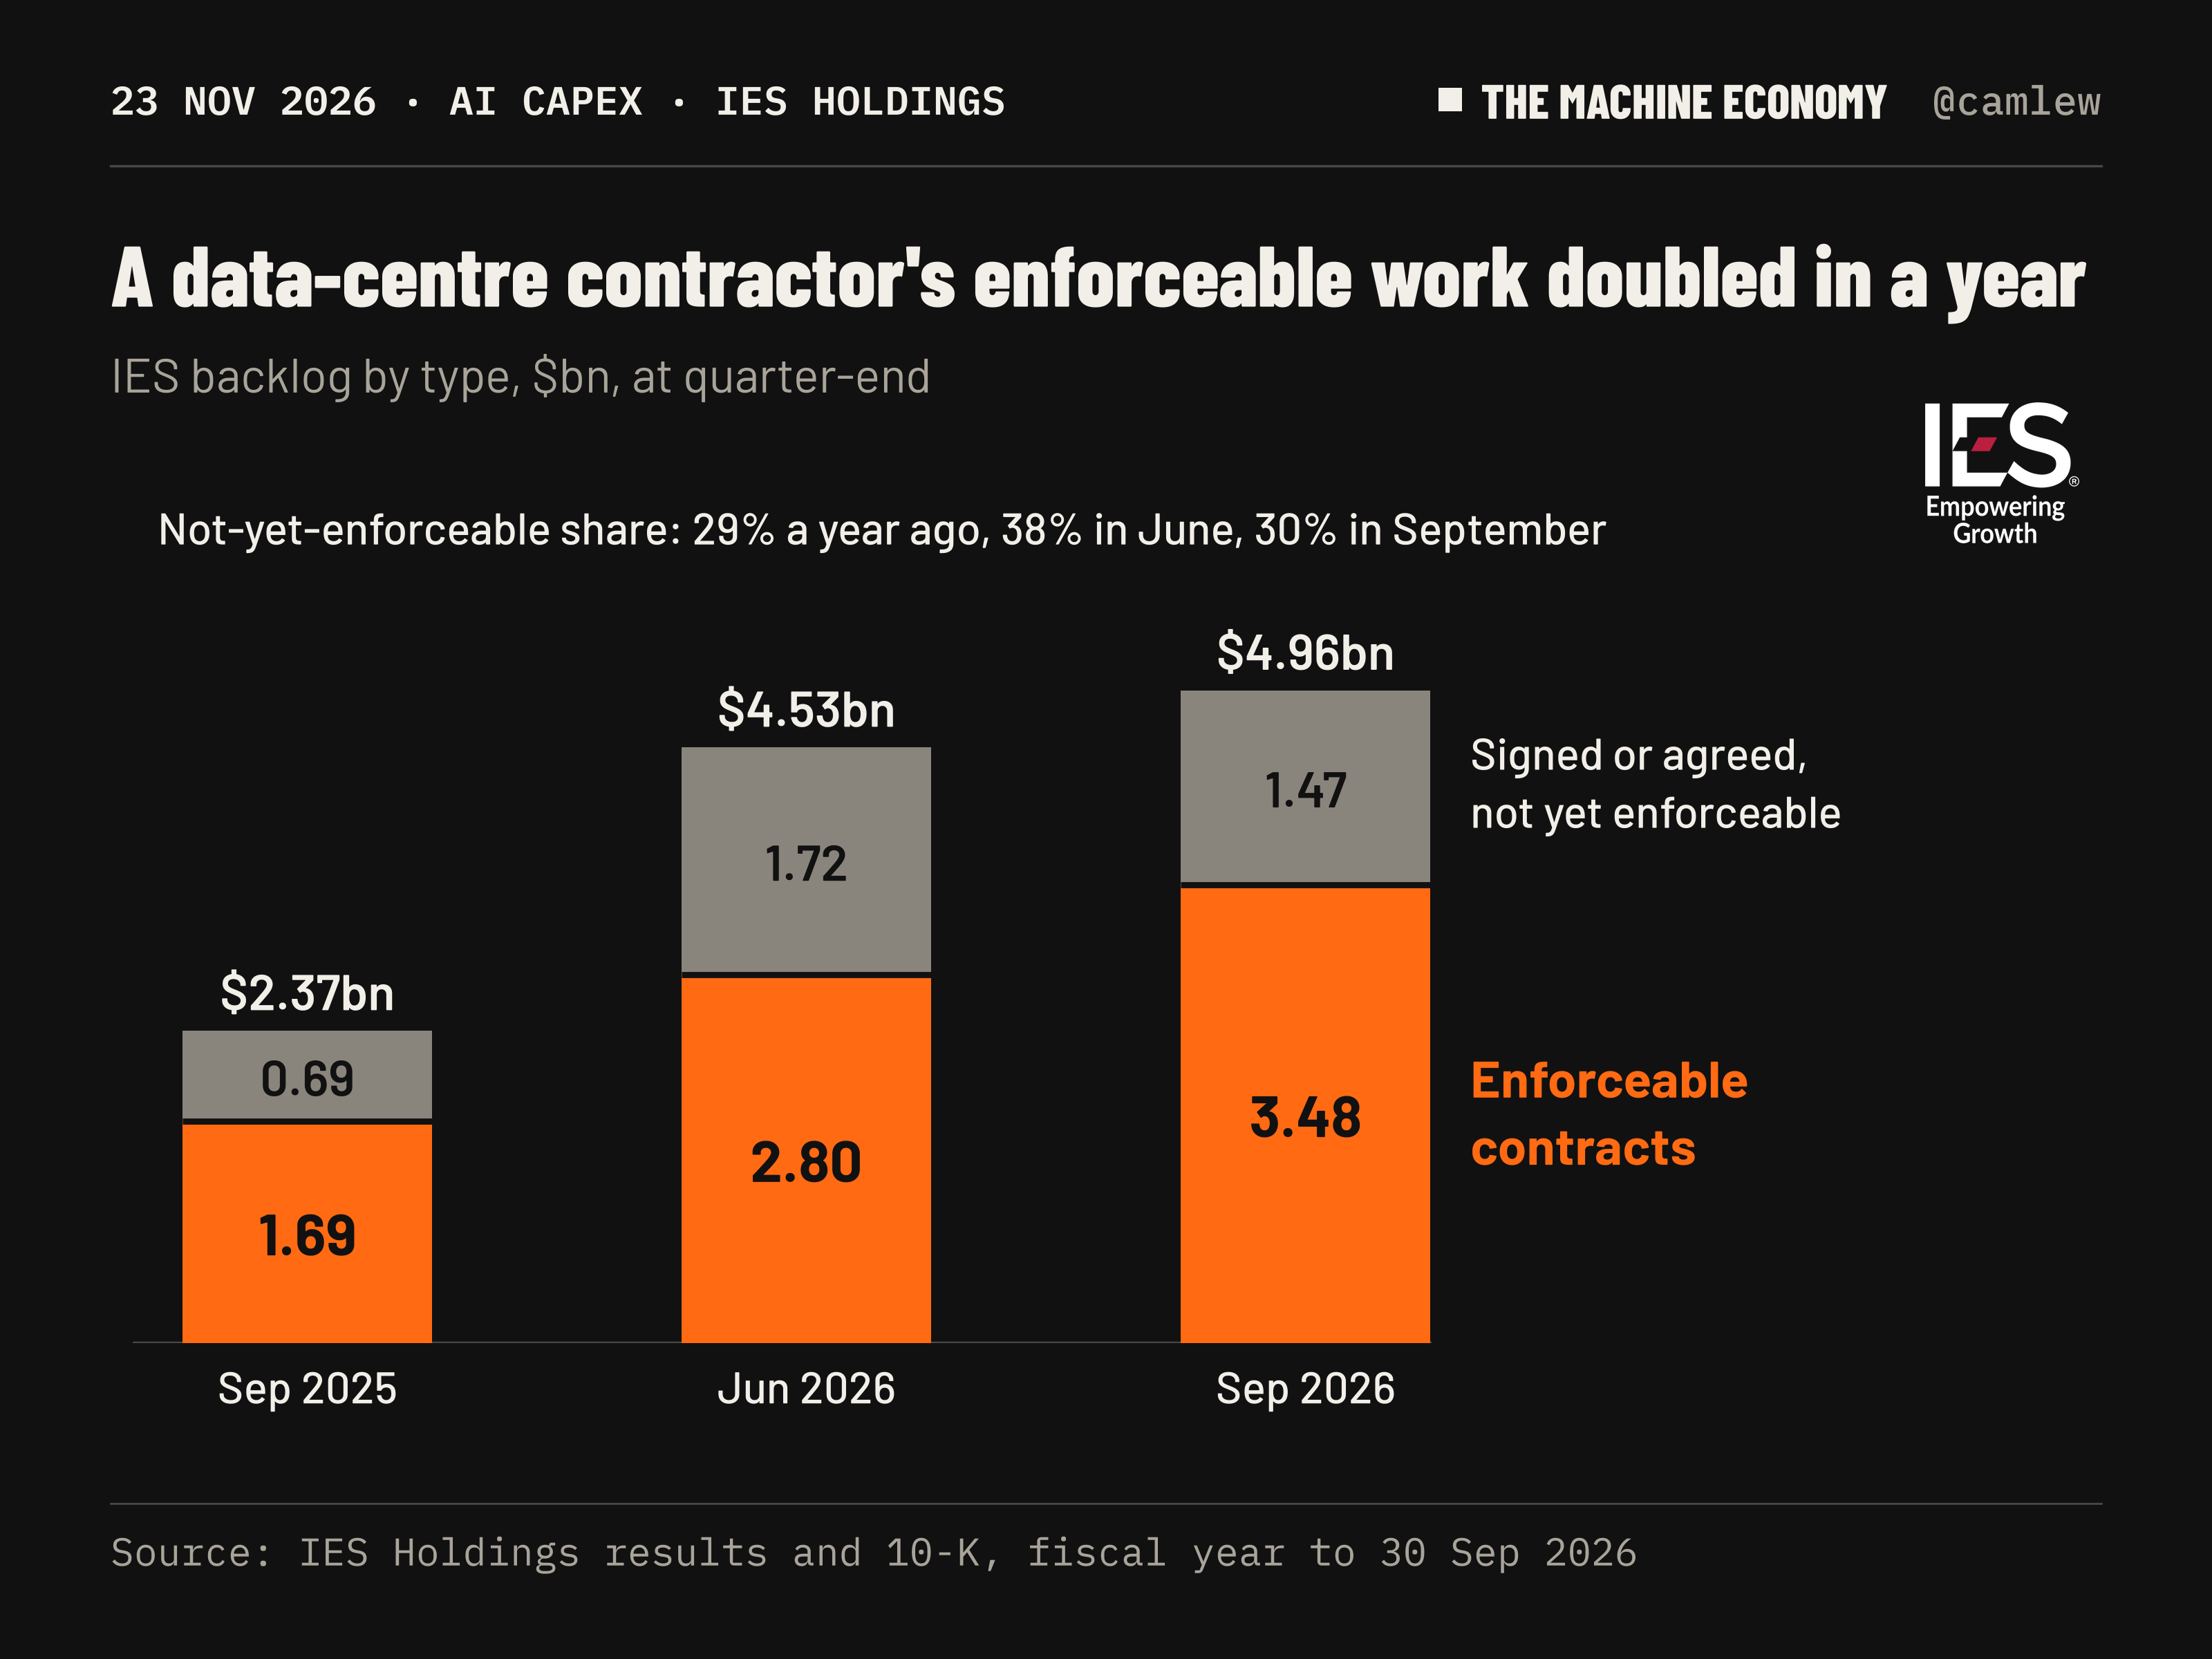 23 NOV 2026 · AI CAPEX · IES HOLDINGS
THE MACHINE ECONOMY @camlew
A data-centre contractor's enforceable work doubled in a year
IES backlog by type, $bn, at quarter-end
IES®
Empowering
Growth
Not-yet-enforceable share: 29% a year ago, 38% in June, 30% in September
$2.37bn
0.69
1.69
Sep 2025
$4.53bn
1.72
2.80
Jun 2026
$4.96bn
1.47
3.48
Sep 2026
Signed or agreed,
not yet enforceable
Enforceable
contracts
Source: IES Holdings results and 10-K, fiscal year to 30 Sep 2026